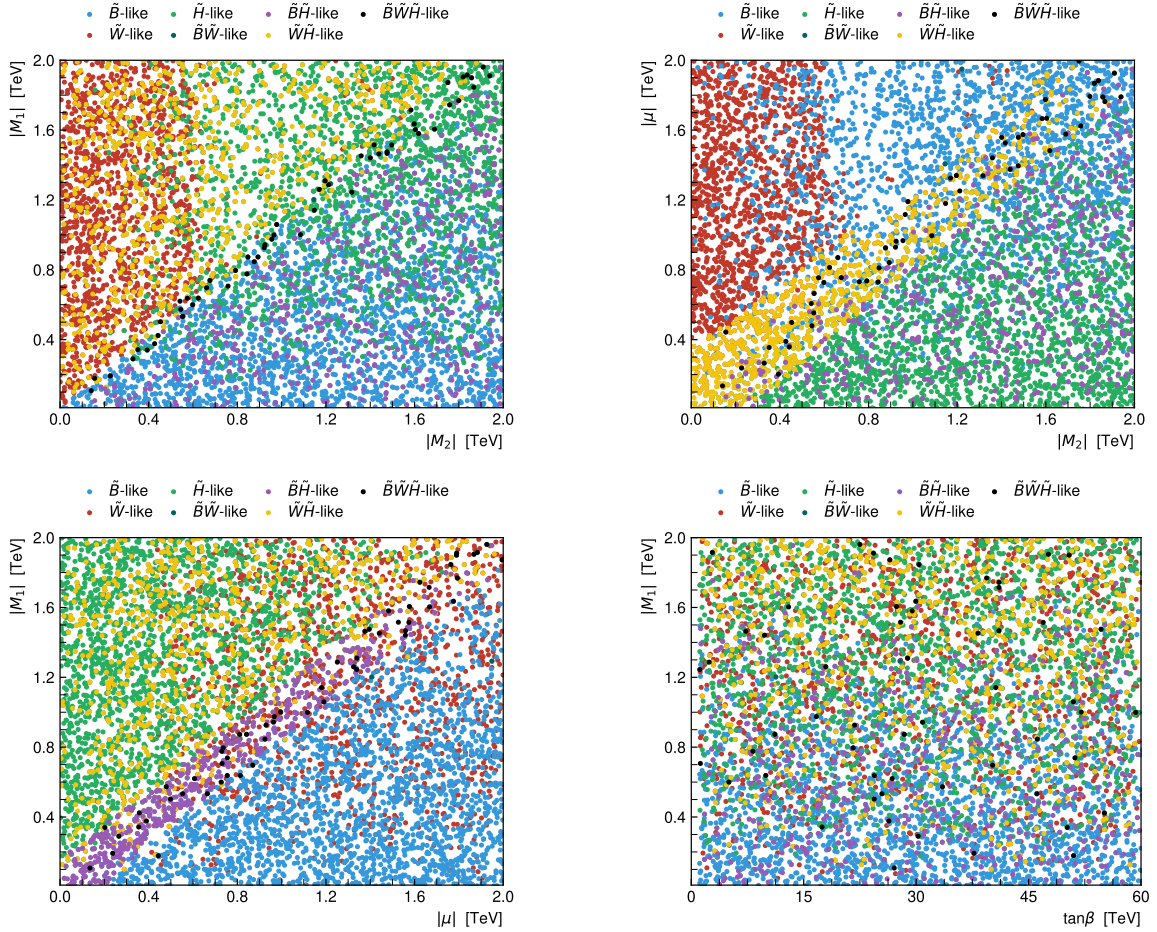 B̃-like H̃-like B̃H̃-like B̃W̃H̃-like
W̃-like B̃W̃-like W̃H̃-like
|M₁| [TeV]
2.0
1.6
1.2
0.8
0.4
0.0 0.4 0.8 1.2 1.6 2.0
|M₂| [TeV]
B̃-like H̃-like B̃H̃-like B̃W̃H̃-like
W̃-like B̃W̃-like W̃H̃-like
|μ| [TeV]
2.0
1.6
1.2
0.8
0.4
0.0 0.4 0.8 1.2 1.6 2.0
|M₂| [TeV]
B̃-like H̃-like B̃H̃-like B̃W̃H̃-like
W̃-like B̃W̃-like W̃H̃-like
|M₁| [TeV]
2.0
1.6
1.2
0.8
0.4
0.0 0.4 0.8 1.2 1.6 2.0
|μ| [TeV]
B̃-like H̃-like B̃H̃-like B̃W̃H̃-like
W̃-like B̃W̃-like W̃H̃-like
|M₁| [TeV]
2.0
1.6
1.2
0.8
0.4
0 15 30 45 60
tanβ [TeV]